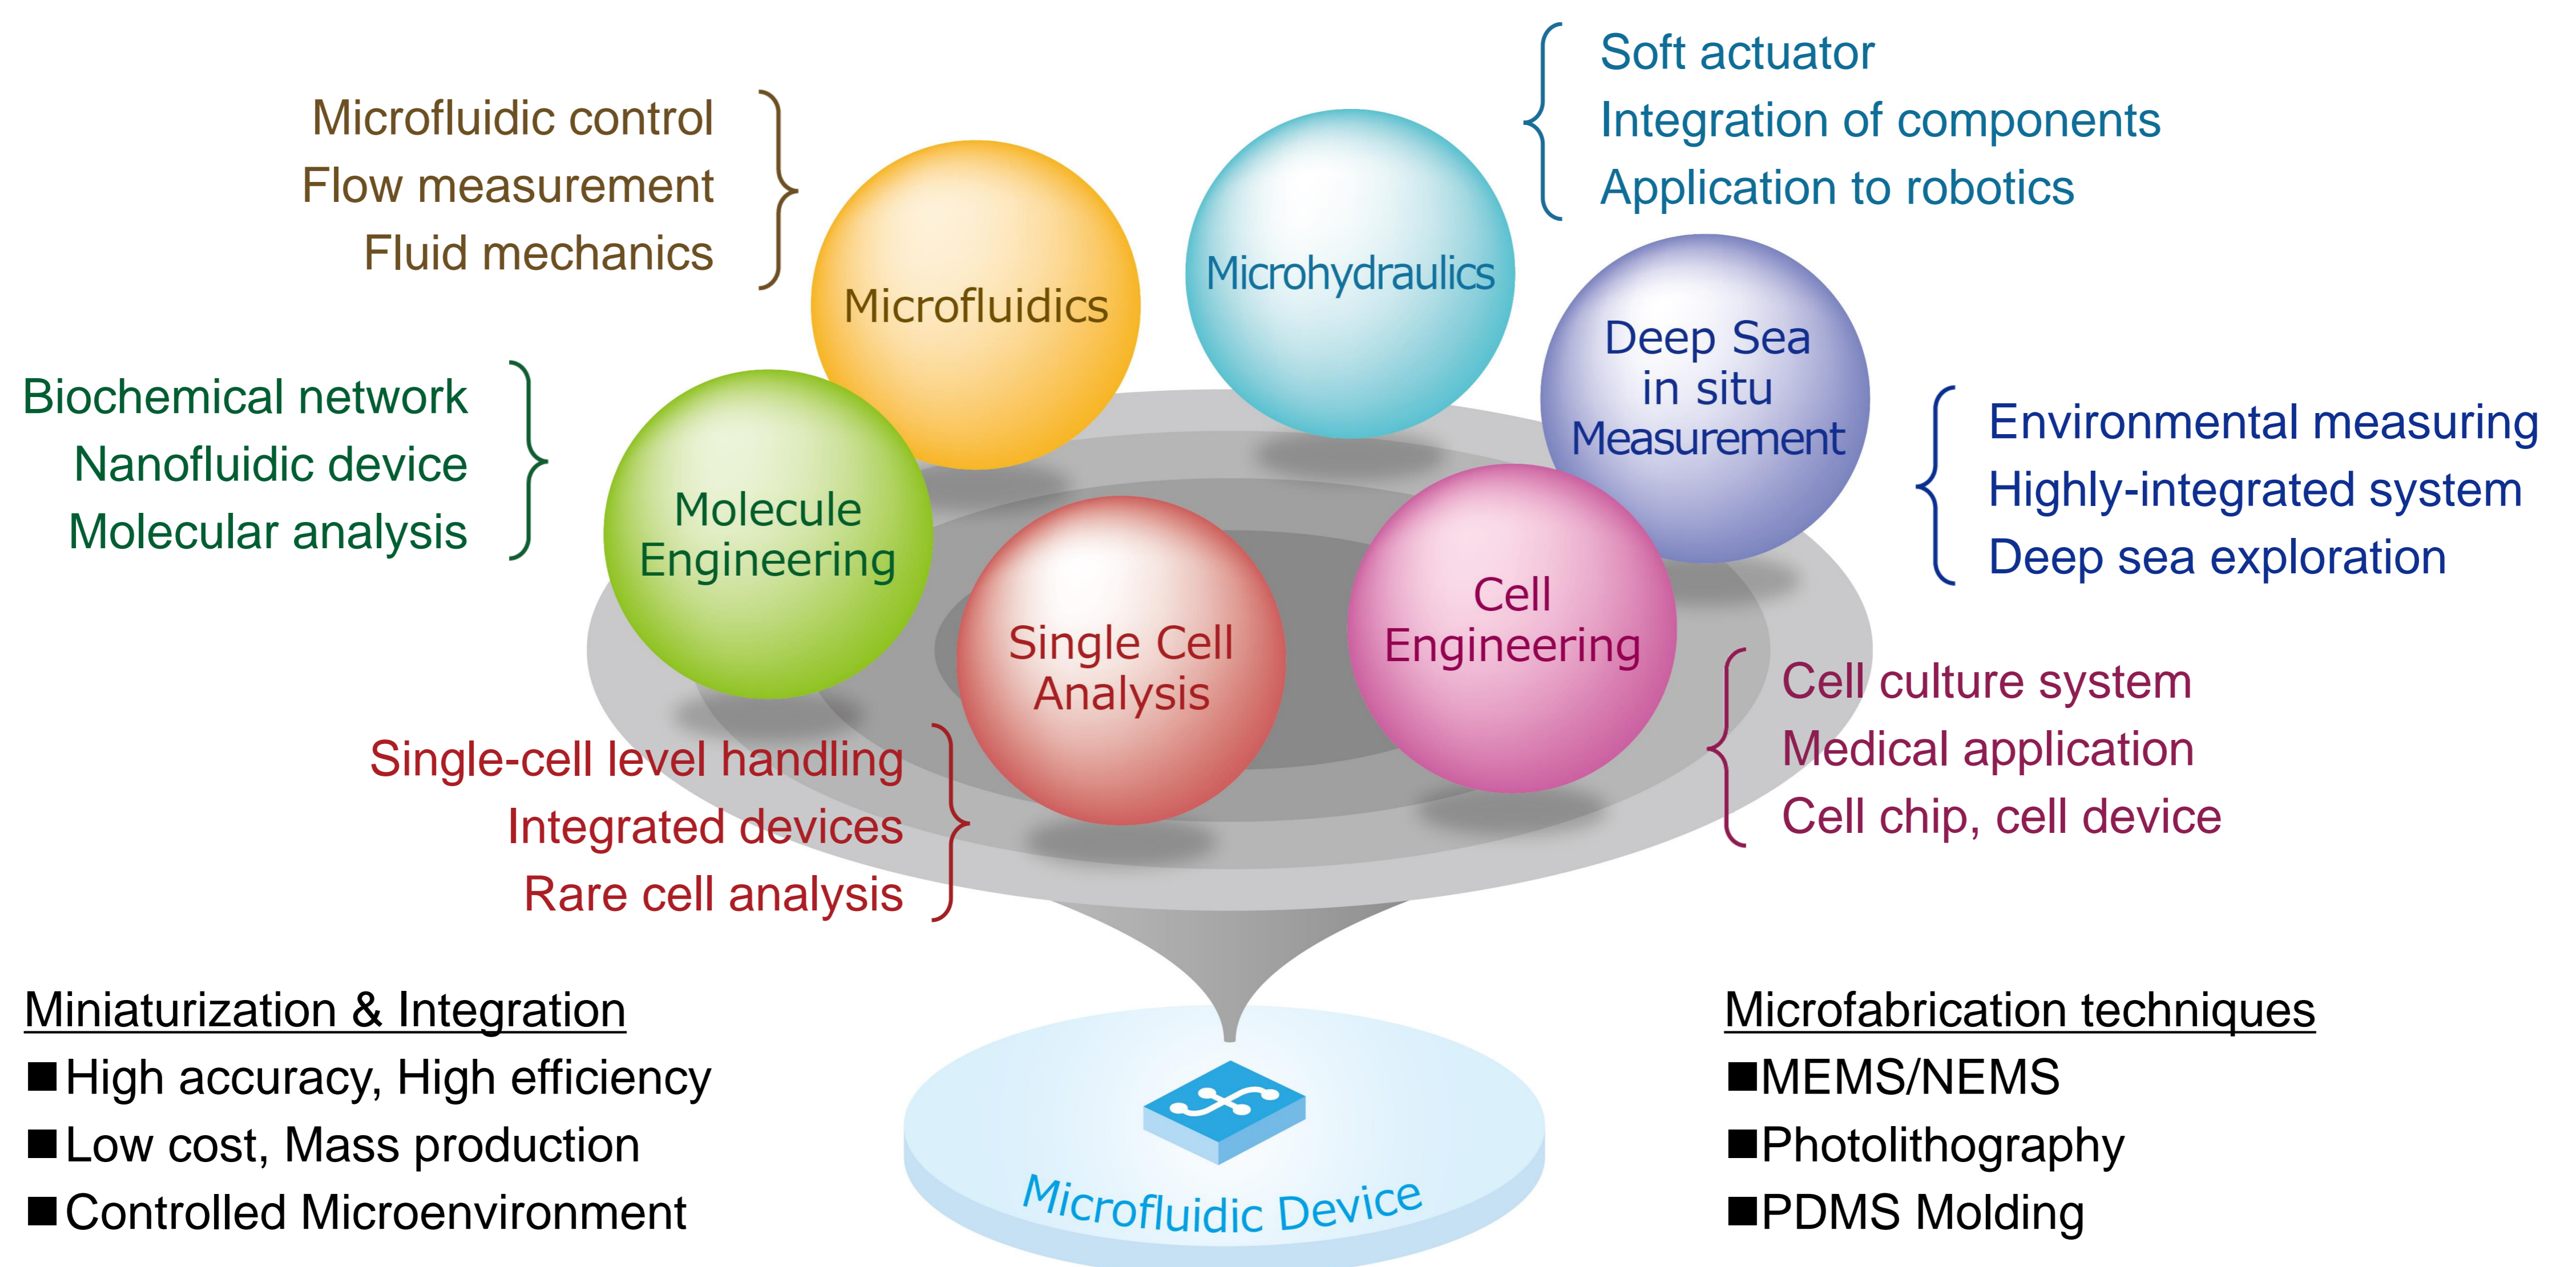 Microfluidic control
Flow measurement
Fluid mechanics
Soft actuator
Integration of components
Application to robotics
Microfluidics
Microhydraulics
Deep Sea
in situ
Measurement
Biochemical network
Nanofluidic device
Molecular analysis
Molecule
Engineering
Environmental measuring
Highly-integrated system
Deep sea exploration
Single Cell
Analysis
Cell
Engineering
Single-cell level handling
Integrated devices
Rare cell analysis
Cell culture system
Medical application
Cell chip, cell device
Miniaturization & Integration
■High accuracy, High efficiency
■Low cost, Mass production
■Controlled Microenvironment
Microfluidic Device
Microfabrication techniques
■MEMS/NEMS
■Photolithography
■PDMS Molding